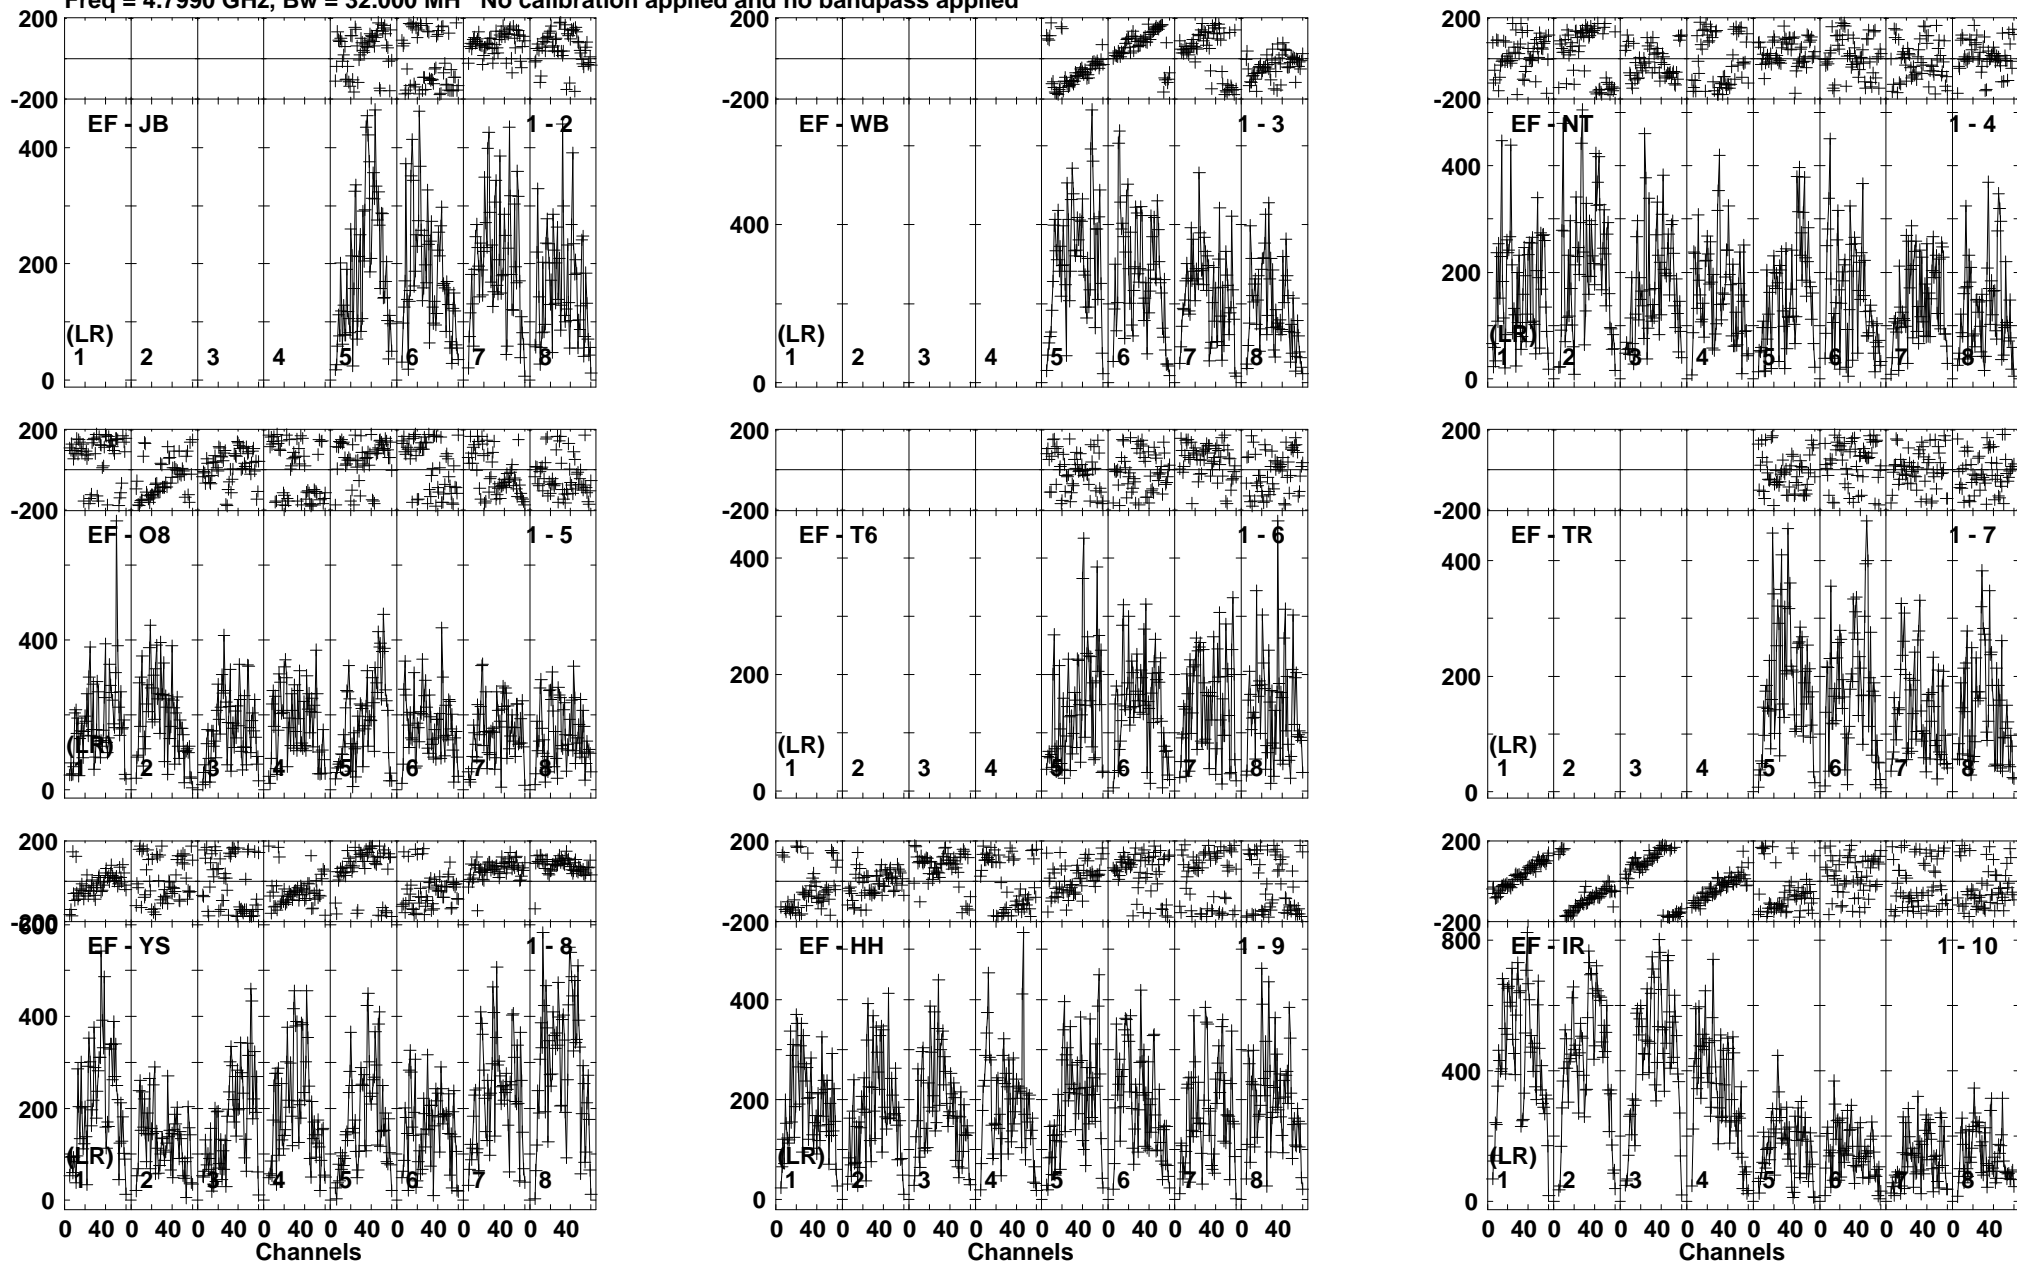 Freq = 4.7990 GHz, Bw = 32.000 MH No calibration applied and no bandpass applied
200 200 200
-200 -200 -200
EF - JB 1 - 2 EF - WB 1 - 3 EF - NT 1 - 4
400 400 400
200 200
(LR) (LR) (LR)
1 2 3 4 5 6 7 8 1 2 3 4 5 6 7 8 1 2 3 4 5 6 7 8
0 0 0
200 200 200
-200 -200 -200
EF - O8 1 - 5 EF - T6 1 - 6 EF - TR 1 - 7
400 400 400
200 200
(LR) (LR) (LR)
1 2 3 4 5 6 7 8 1 2 3 4 5 6 7 8 1 2 3 4 5 6 7 8
0 0 0
200 200 200
-200 -200 -200
600
EF - YS 1 - 8 EF - HH 1 - 9 EF - IR 1 - 10
400 400 800
200 200 400
(LR) (LR) (LR)
1 2 3 4 5 6 7 8 1 2 3 4 5 6 7 8 1 2 3 4 5 6 7 8
0 0 0
0 40 0 40 0 40 0 40 0 40 0 40 0 40 0 40 0 40 0 40 0 40 0 40 0 40 0 40 0 40 0 40 0 40 0 40 0 40 0 40 0 40 0 40 0 40 0 40
Channels Channels Channels